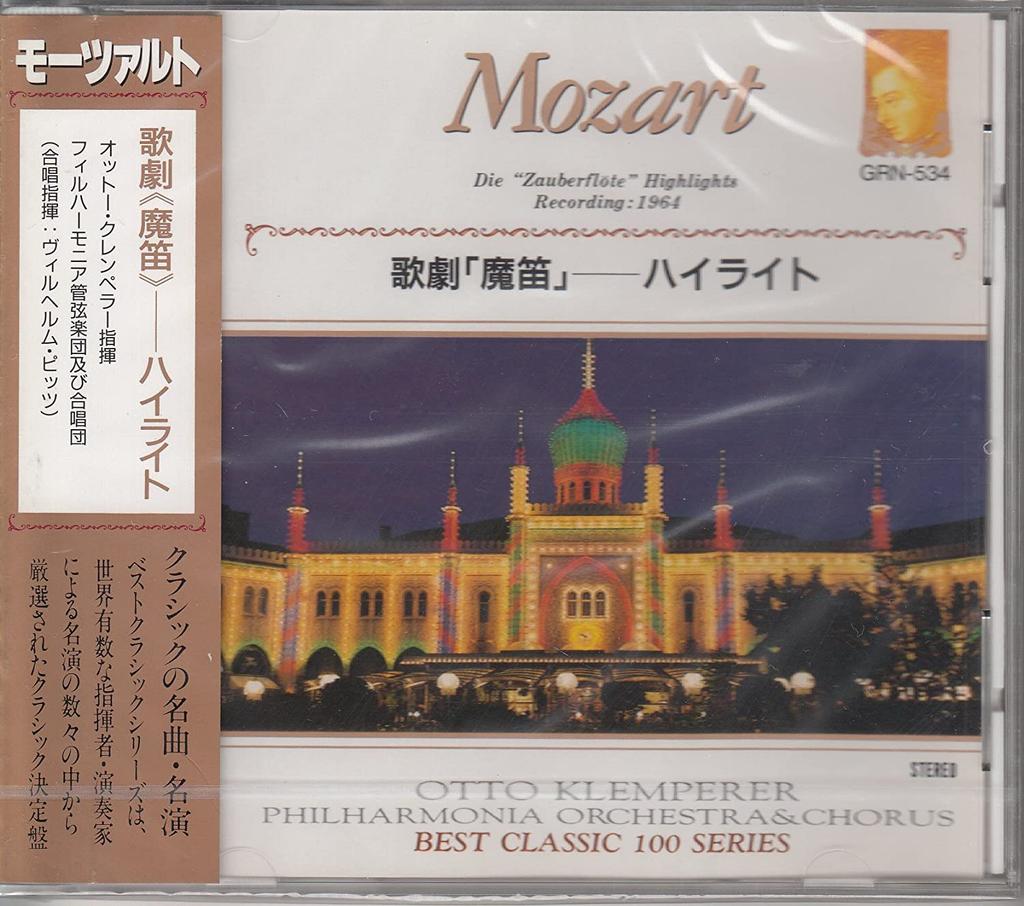 モーツァルト
歌劇《魔笛》──ハイライト
オットー・クレンペラー指揮
フィルハーモニア管弦楽団及び合唱団
（合唱指揮：ヴィルヘルム・ピッツ）
クラシックの名曲・名演
ベストクラシックシリーズは、
世界有数な指揮者・演奏家
による名演の数々の中から
厳選されたクラシック決定盤
Mozart
GRN-534
Die “Zauberflöte” Highlights
Recording:1964
歌劇「魔笛」──ハイライト
STEREO
OTTO KLEMPERER
PHILHARMONIA ORCHESTRA&CHORUS
BEST CLASSIC 100 SERIES